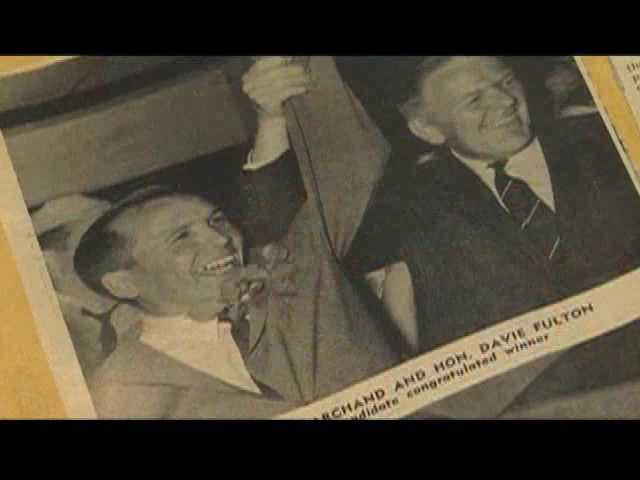 ARCHAND AND HON. DAVIE FULTON
ndidate congratulated winner